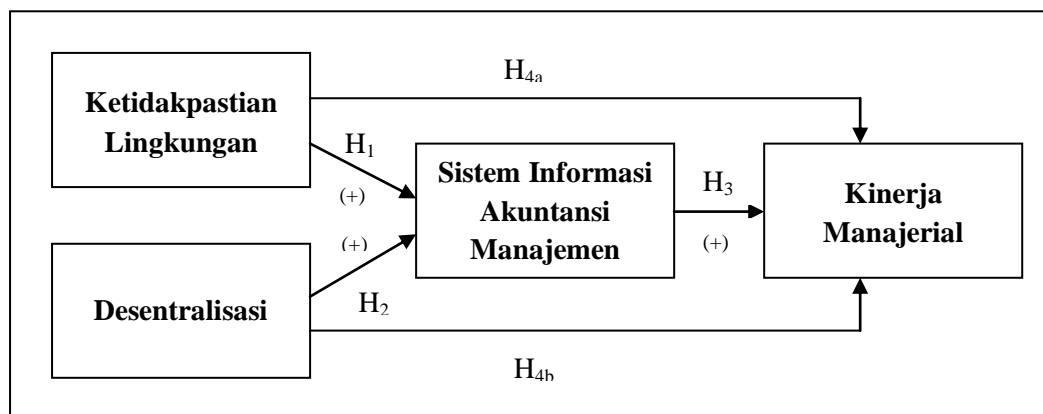 H4a
Ketidakpastian
Lingkungan
H1
(+)
Sistem Informasi
Akuntansi
Manajemen
H3
(+)
Kinerja
Manajerial
(+)
Desentralisasi
H2
H4b